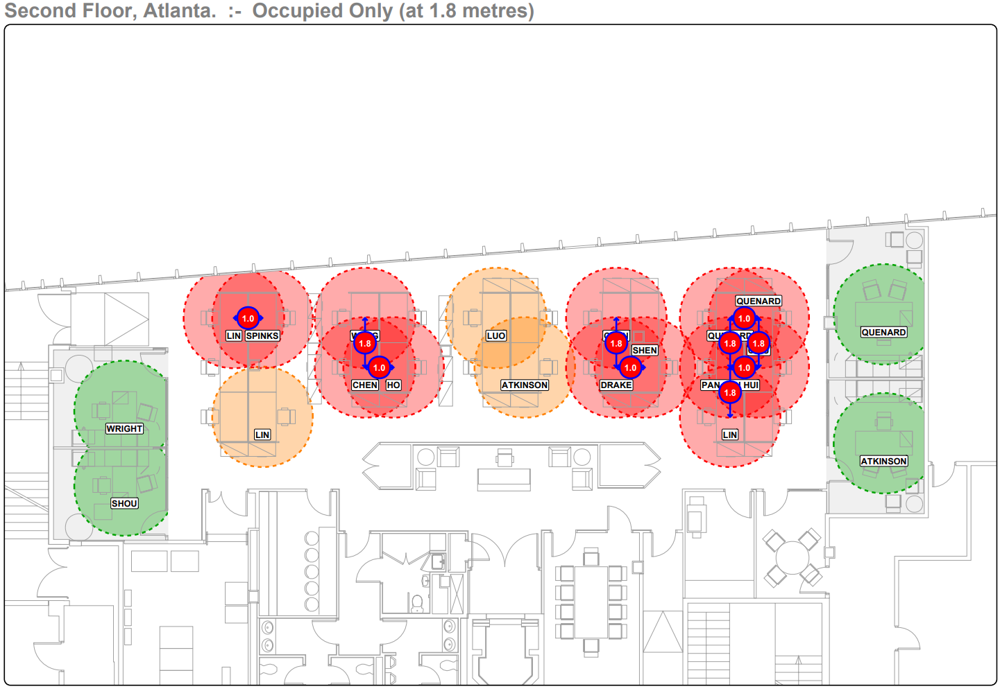 Second Floor, Atlanta. :- Occupied Only (at 1.8 metres)
QUENARD
1.0
1.0
LIN SPINKS
LUO
QUENARD
1.8
1.8
1.8
1.8
SHEN
1.0
1.0
1.0
CHEN HO
ATKINSON
DRAKE
PAN HUI
1.8
WRIGHT
LIN
LIN
ATKINSON
SHOU